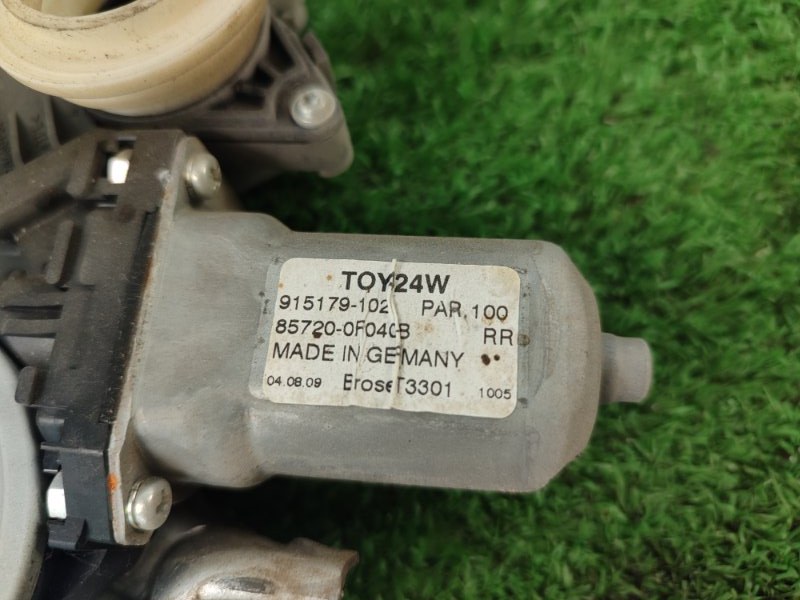 TOY24W
915179-102 PAR.100
85720-0F040B RR
MADE IN GERMANY
04.08.09 BroseT3301 1005